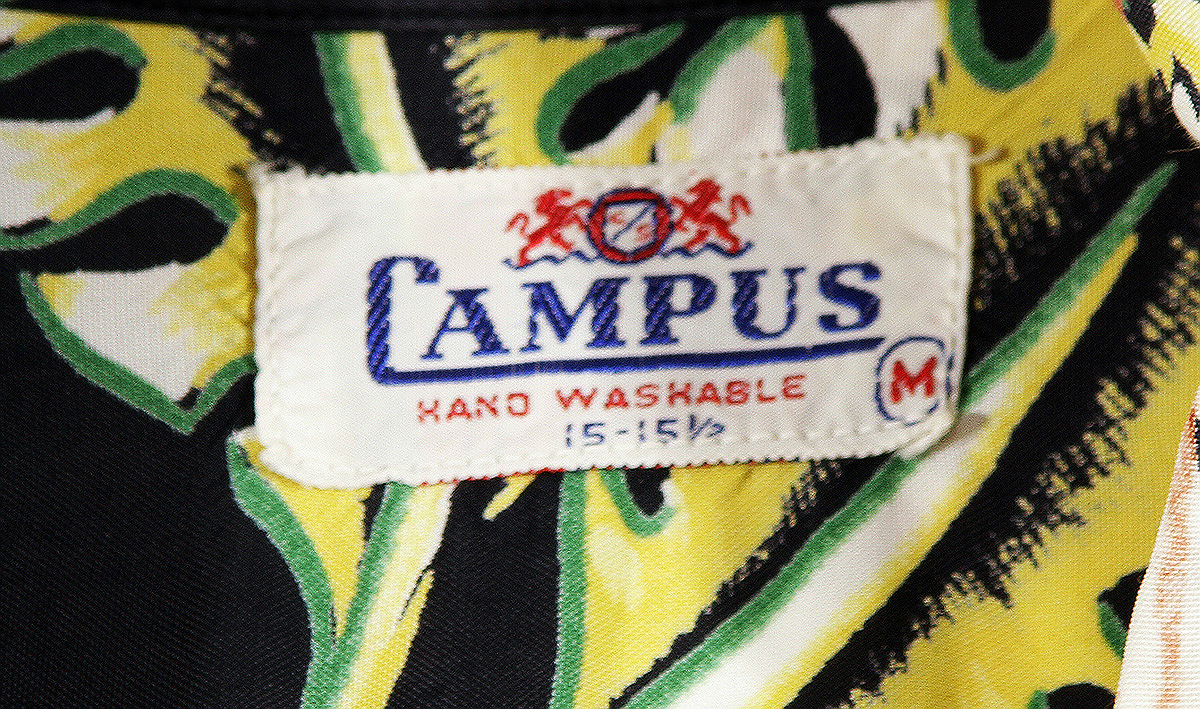 CAMPUS
HAND WASHABLE
M
15-15½